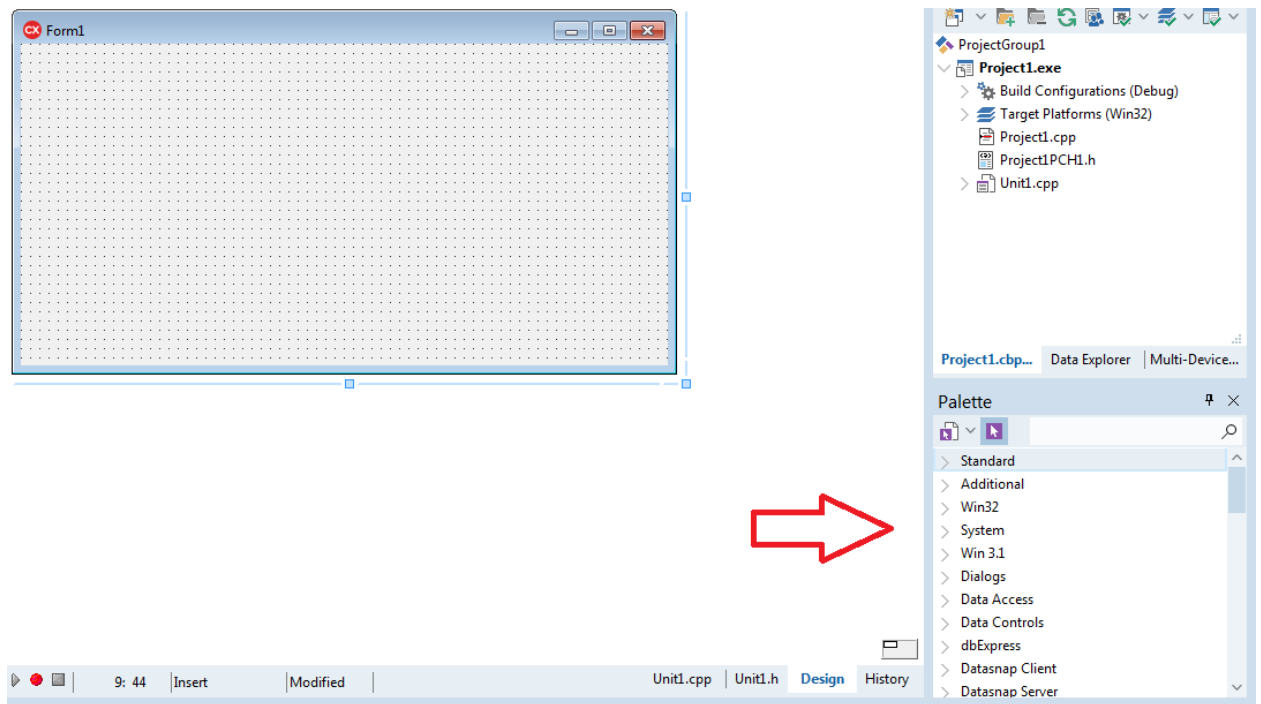 CX Form1
ProjectGroup1
Project1.exe
Build Configurations (Debug)
Target Platforms (Win32)
Project1.cpp
Project1PCH1.h
Unit1.cpp
Project1.cbp... Data Explorer Multi-Device...
Palette
Standard
Additional
Win32
System
Win 3.1
Dialogs
Data Access
Data Controls
dbExpress
Datasnap Client
Datasnap Server
9: 44 Insert Modified Unit1.cpp Unit1.h Design History